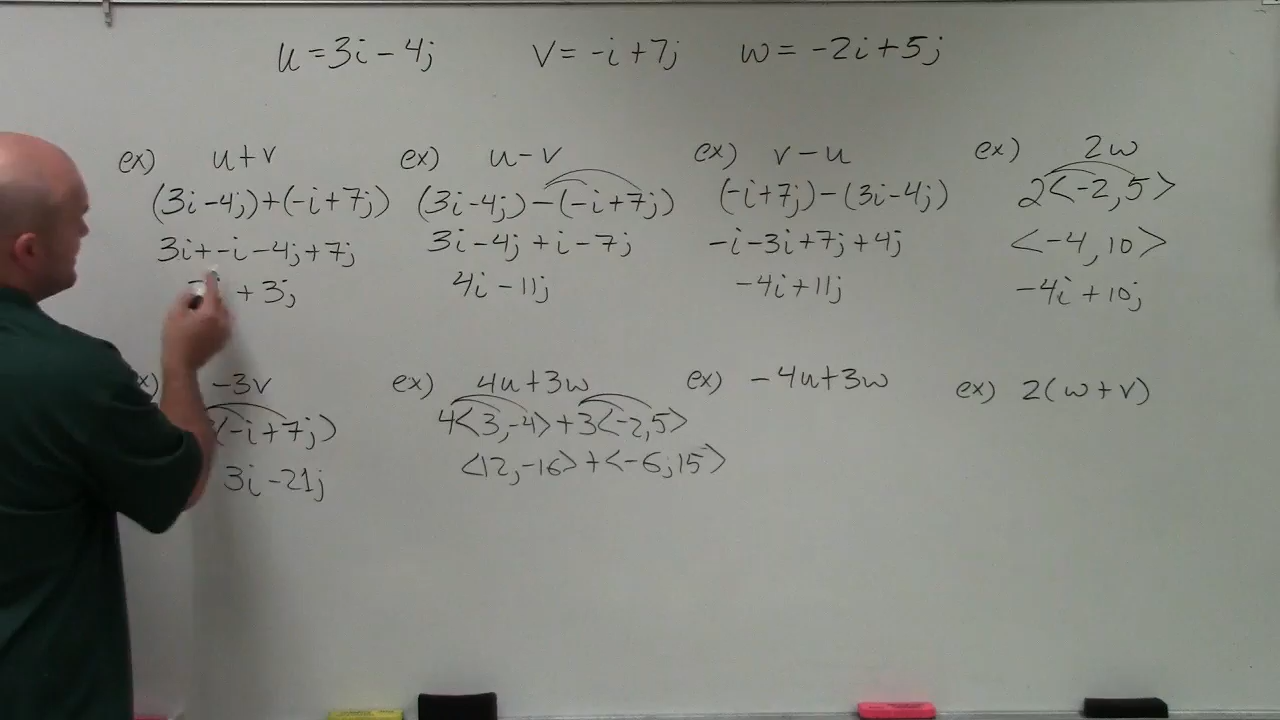 u = 3i - 4j v = -i + 7j w = -2i + 5j
ex) u+v
(3i-4j)+(-i+7j)
3i+-i-4j+7j
+ 3j
ex) u-v
(3i-4j)-(-i+7j)
3i-4j+i-7j
4i-11j
ex) v-u
(-i+7j)-(3i-4j)
-i-3i+7j+4j
-4i+11j
ex) 2w
2<-2,5>
<-4,10>
-4i+10j
x) -3v
(-i+7j)
3i-21j
ex) 4u+3w
4<3,-4>+3<-2,5>
<12,-16>+<-6,15>
ex) -4u+3w
ex) 2(w+v)